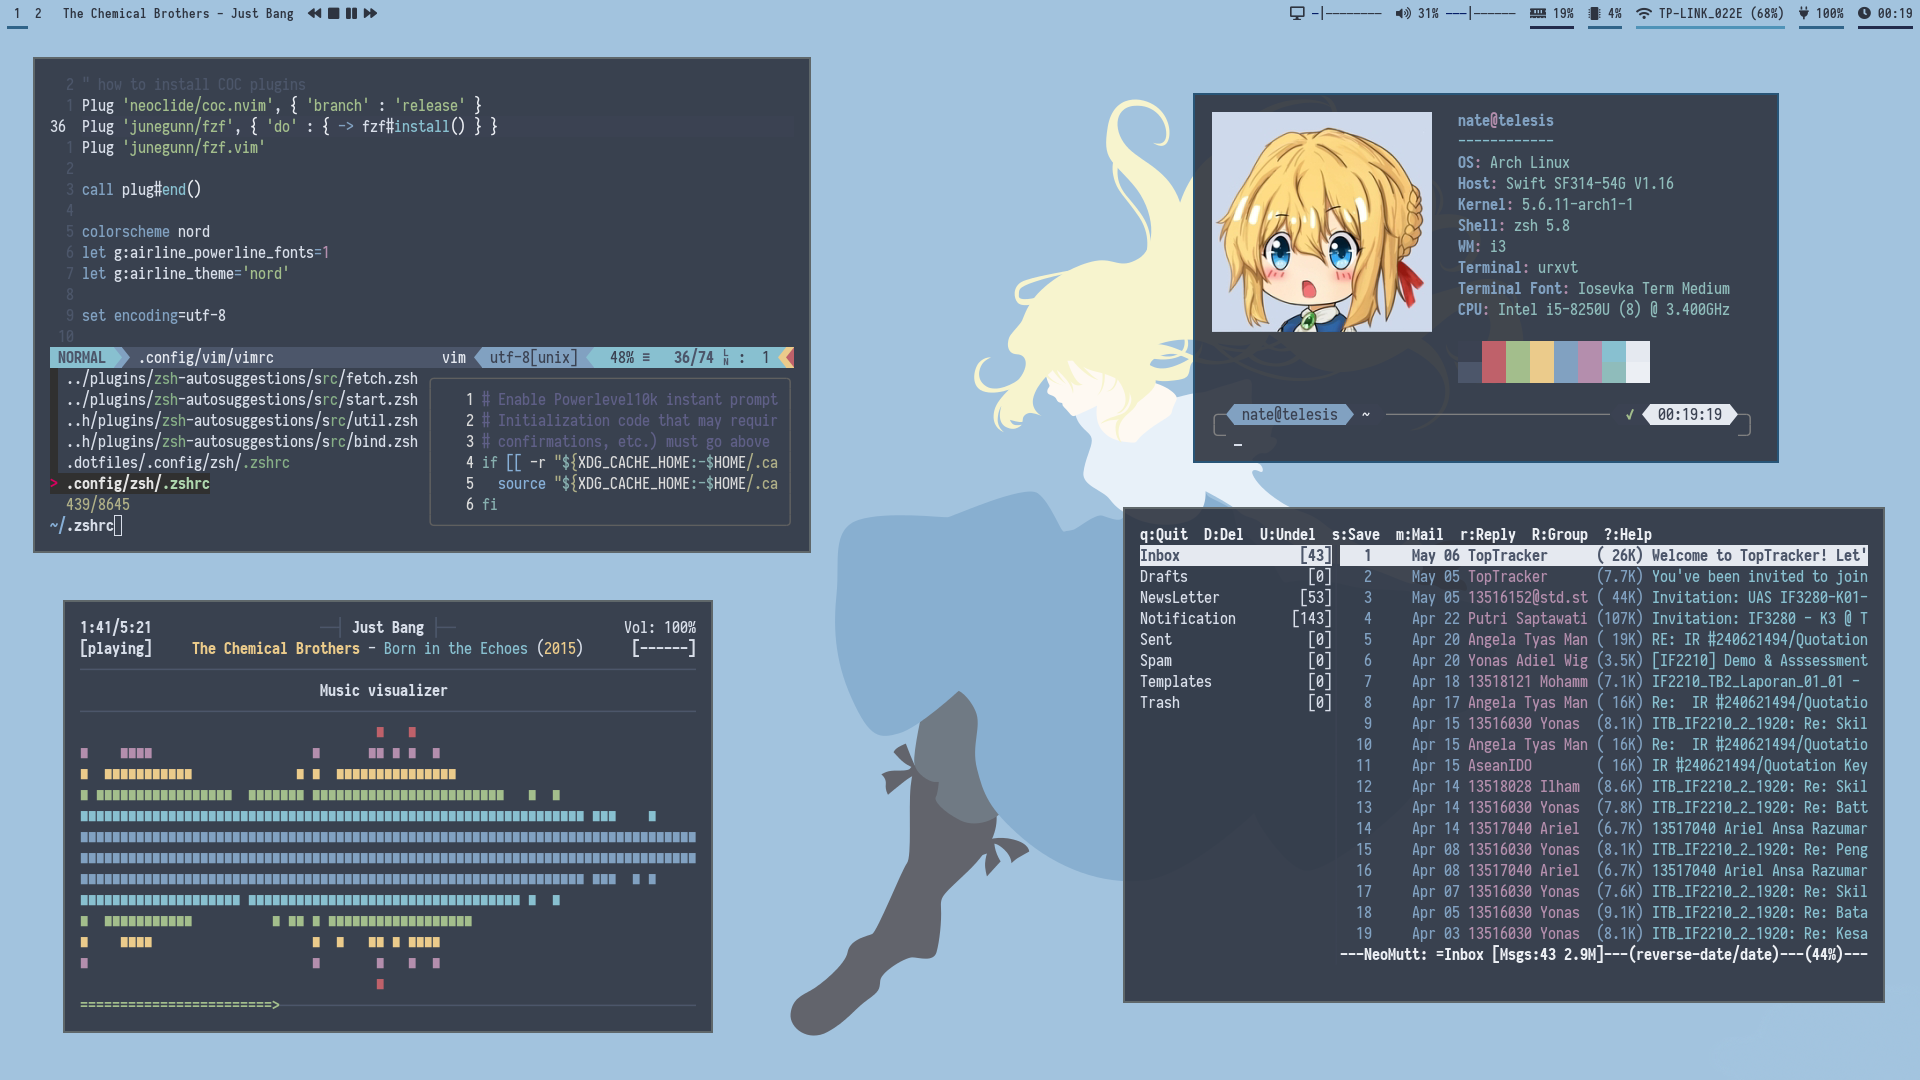 1 2 The Chemical Brothers - Just Bang
31% 19% 4% TP-LINK_022E (68%) 100% 00:19
2 " how to install COC plugins
1 Plug 'neoclide/coc.nvim', { 'branch' : 'release' }
36 Plug 'junegunn/fzf', { 'do' : { -> fzf#install() } }
1 Plug 'junegunn/fzf.vim'
2
3 call plug#end()
4
5 colorscheme nord
6 let g:airline_powerline_fonts=1
7 let g:airline_theme='nord'
8
9 set encoding=utf-8
10
NORMAL .config/vim/vimrc vim utf-8[unix] 48% ≡ 36/74 LN : 1
../plugins/zsh-autosuggestions/src/fetch.zsh
../plugins/zsh-autosuggestions/src/start.zsh
..h/plugins/zsh-autosuggestions/src/util.zsh
..h/plugins/zsh-autosuggestions/src/bind.zsh
.dotfiles/.config/zsh/.zshrc
> .config/zsh/.zshrc
439/8645
~/.zshrc
1 # Enable Powerlevel10k instant prompt
2 # Initialization code that may requir
3 # confirmations, etc.) must go above
4 if [[ -r "${XDG_CACHE_HOME:-$HOME/.ca
5 source "${XDG_CACHE_HOME:-$HOME/.ca
6 fi
nate@telesis
------------
OS: Arch Linux
Host: Swift SF314-54G V1.16
Kernel: 5.6.11-arch1-1
Shell: zsh 5.8
WM: i3
Terminal: urxvt
Terminal Font: Iosevka Term Medium
CPU: Intel i5-8250U (8) @ 3.400GHz
nate@telesis ~ ✓ 00:19:19
1:41/5:21 Just Bang Vol: 100%
[playing] The Chemical Brothers - Born in the Echoes (2015) [------]
Music visualizer
========================>
q:Quit D:Del U:Undel s:Save m:Mail r:Reply R:Group ?:Help
Inbox [43]
Drafts [0]
NewsLetter [53]
Notification [143]
Sent [0]
Spam [0]
Templates [0]
Trash [0]
1 May 06 TopTracker ( 26K) Welcome to TopTracker! Let'
2 May 05 TopTracker (7.7K) You've been invited to join
3 May 05 13516152@std.st ( 44K) Invitation: UAS IF3280-K01-
4 Apr 22 Putri Saptawati (107K) Invitation: IF3280 - K3 @ T
5 Apr 20 Angela Tyas Man ( 19K) RE: IR #240621494/Quotation
6 Apr 20 Yonas Adiel Wig (3.5K) [IF2210] Demo & Asssessment
7 Apr 18 13518121 Mohamm (7.1K) IF2210_TB2_Laporan_01_01 -
8 Apr 17 Angela Tyas Man ( 16K) Re: IR #240621494/Quotatio
9 Apr 15 13516030 Yonas (8.1K) ITB_IF2210_2_1920: Re: Skil
10 Apr 15 Angela Tyas Man ( 16K) Re: IR #240621494/Quotatio
11 Apr 15 AseanIDO ( 16K) IR #240621494/Quotation Key
12 Apr 14 13518028 Ilham (8.6K) ITB_IF2210_2_1920: Re: Skil
13 Apr 14 13516030 Yonas (7.8K) ITB_IF2210_2_1920: Re: Batt
14 Apr 14 13517040 Ariel (6.7K) 13517040 Ariel Ansa Razumar
15 Apr 08 13516030 Yonas (8.1K) ITB_IF2210_2_1920: Re: Peng
16 Apr 08 13517040 Ariel (6.7K) 13517040 Ariel Ansa Razumar
17 Apr 07 13516030 Yonas (7.6K) ITB_IF2210_2_1920: Re: Skil
18 Apr 05 13516030 Yonas (9.1K) ITB_IF2210_2_1920: Re: Bata
19 Apr 03 13516030 Yonas (8.1K) ITB_IF2210_2_1920: Re: Kesa
---NeoMutt: =Inbox [Msgs:43 2.9M]---(reverse-date/date)---(44%)---